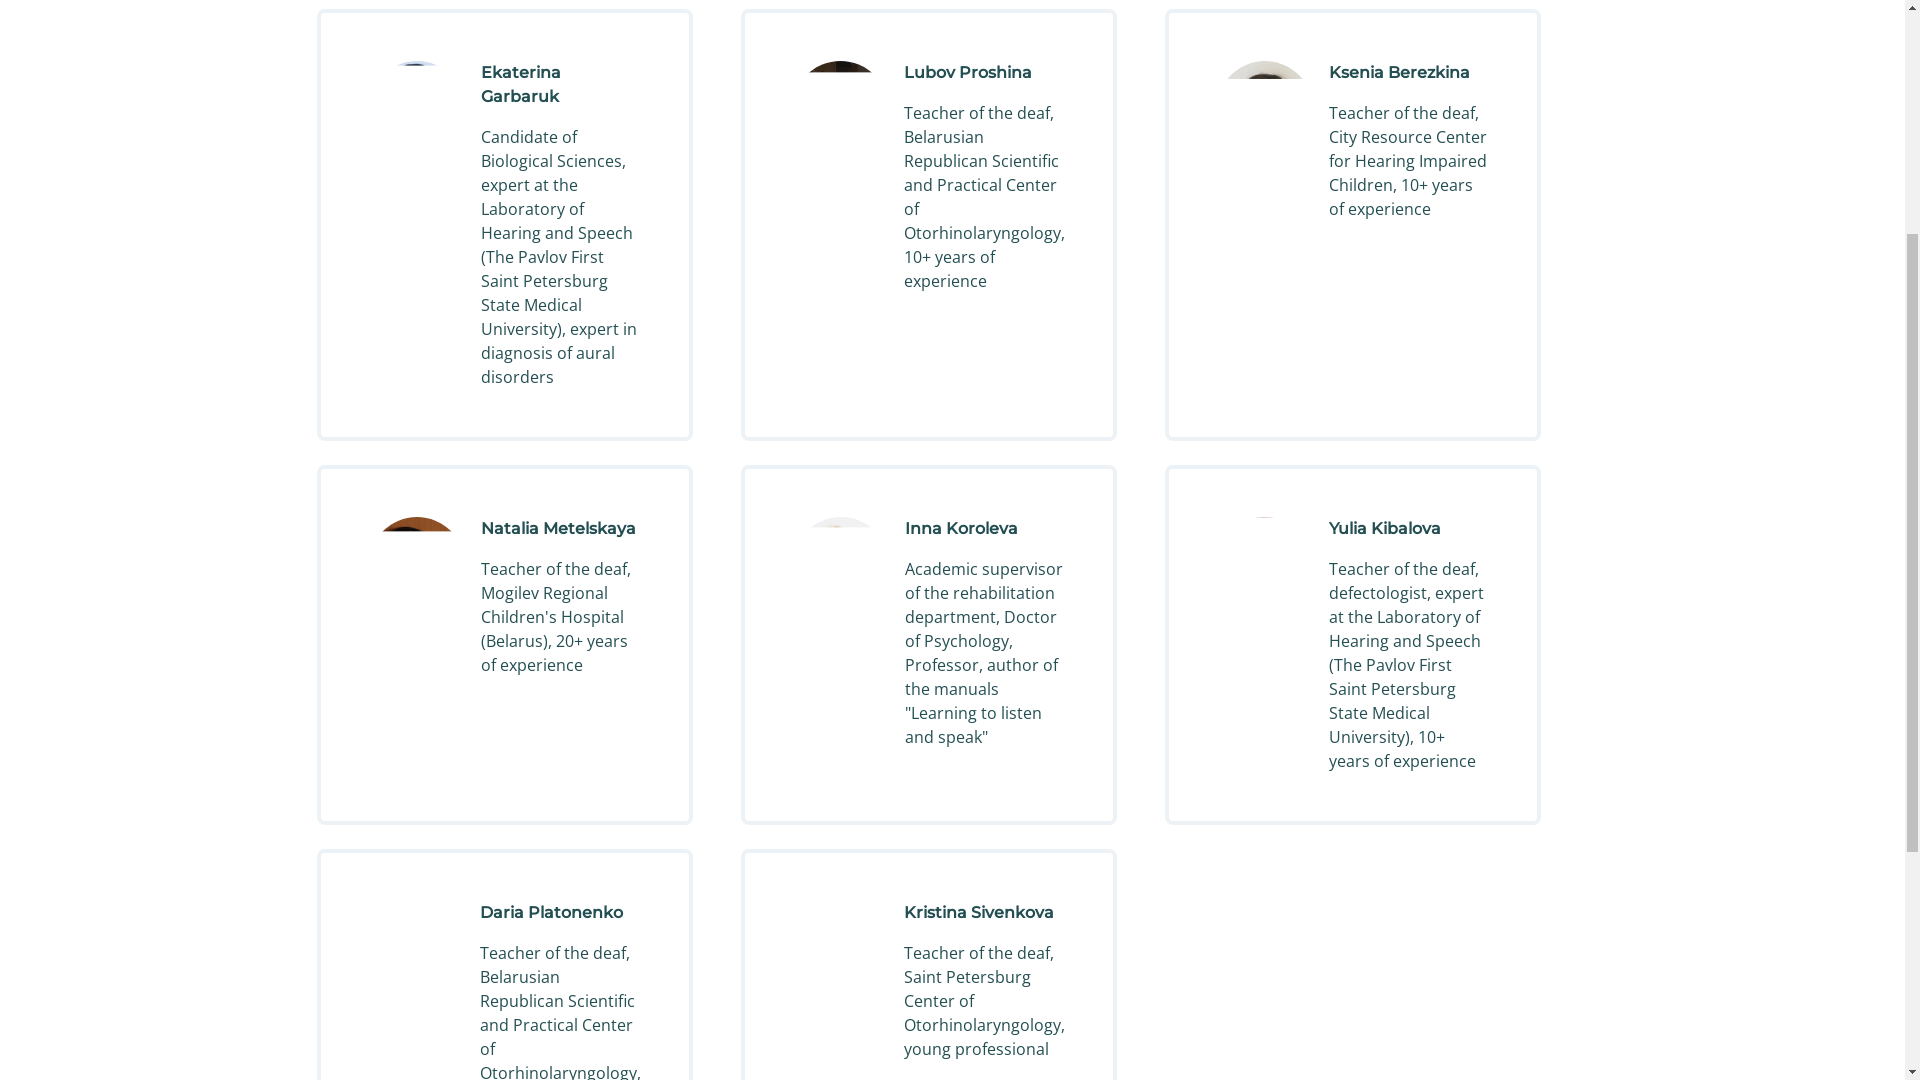 Ekaterina
Garbaruk
Candidate of
Biological Sciences,
expert at the
Laboratory of
Hearing and Speech
(The Pavlov First
Saint Petersburg
State Medical
University), expert in
diagnosis of aural
disorders
Lubov Proshina
Teacher of the deaf,
Belarusian
Republican Scientific
and Practical Center
of
Otorhinolaryngology,
10+ years of
experience
Ksenia Berezkina
Teacher of the deaf,
City Resource Center
for Hearing Impaired
Children, 10+ years
of experience
Natalia Metelskaya
Teacher of the deaf,
Mogilev Regional
Children's Hospital
(Belarus), 20+ years
of experience
Inna Koroleva
Academic supervisor
of the rehabilitation
department, Doctor
of Psychology,
Professor, author of
the manuals
"Learning to listen
and speak"
Yulia Kibalova
Teacher of the deaf,
defectologist, expert
at the Laboratory of
Hearing and Speech
(The Pavlov First
Saint Petersburg
State Medical
University), 10+
years of experience
Daria Platonenko
Teacher of the deaf,
Belarusian
Republican Scientific
and Practical Center
of
Otorhinolaryngology,
Kristina Sivenkova
Teacher of the deaf,
Saint Petersburg
Center of
Otorhinolaryngology,
young professional